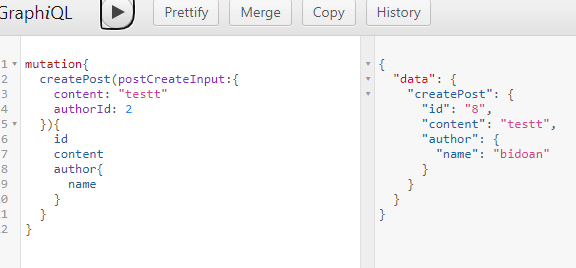 GraphiQL Prettify Merge Copy History
1 mutation{
2 createPost(postCreateInput:{
3 content: "testt"
4 authorId: 2
5 }){
6 id
7 content
8 author{
9 name
0 }
1 }
2 }
{
"data": {
"createPost": {
"id": "8",
"content": "testt",
"author": {
"name": "bidoan"
}
}
}
}